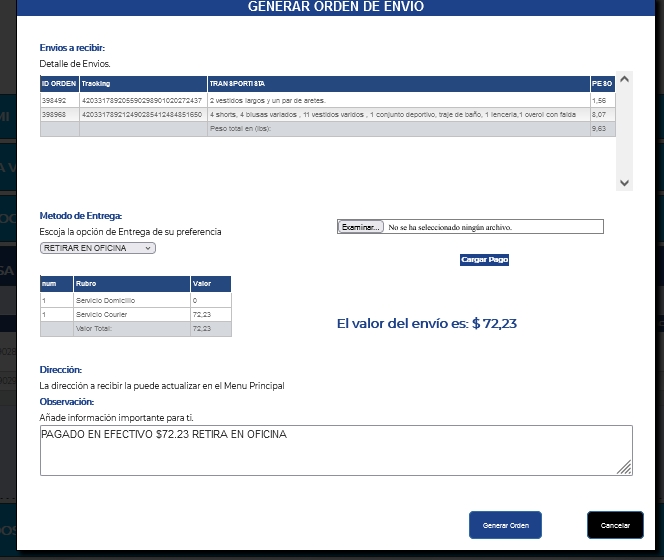 GENERAR ORDEN DE ENVIO
Envios a recibir:
Detalle de Envios.
ID ORDEN Tracking TRANSPORTISTA PESO
398492 420331789205590298901020272437 2 vestidos largos y un par de aretes. 1,56
398968 420331789212490285412484851650 4 shorts, 4 blusas variados , 11 vestidos varidos , 1 conjunto deportivo, traje de baño, 1 lenceria,1 overol con falda 8,07
Peso total en (lbs): 9,63
Metodo de Entrega:
Escoja la opción de Entrega de su preferencia
RETIRAR EN OFICINA
Examinar... No se ha seleccionado ningún archivo.
Cargar Pago
num Rubro Valor
1 Servicio Domicilio 0
1 Servicio Courier 72,23
Valor Total: 72,23
El valor del envío es: $ 72,23
Dirección:
La dirección a recibir la puede actualizar en el Menu Principal
Observación:
Añade información importante para ti.
PAGADO EN EFECTIVO $72.23 RETIRA EN OFICINA
Generar Orden
Cancelar